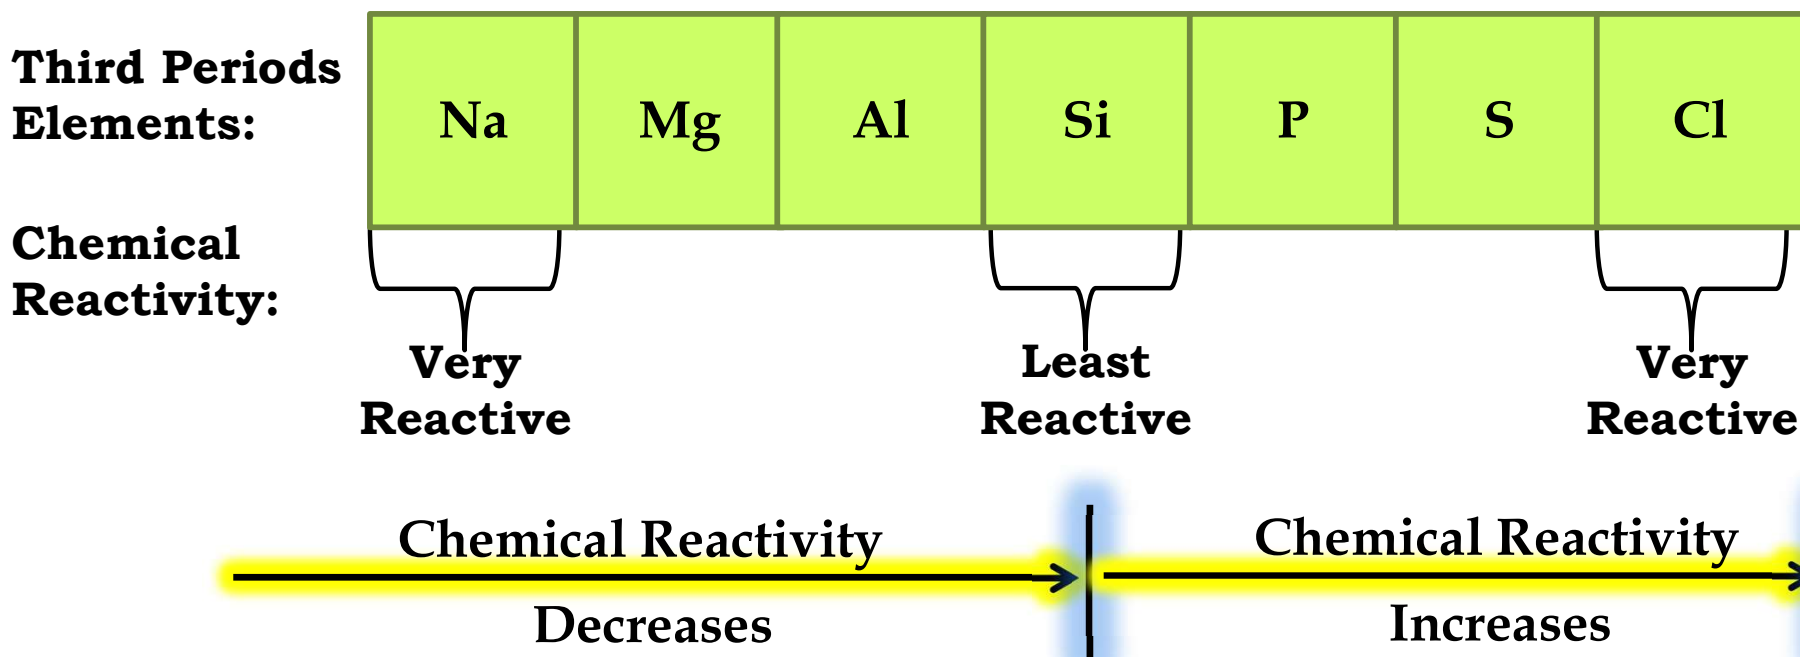 Third Periods
Elements:
Na Mg Al Si P S Cl
Chemical
Reactivity:
Very
Reactive
Least
Reactive
Very
Reactive
Chemical Reactivity
Decreases
Chemical Reactivity
Increases